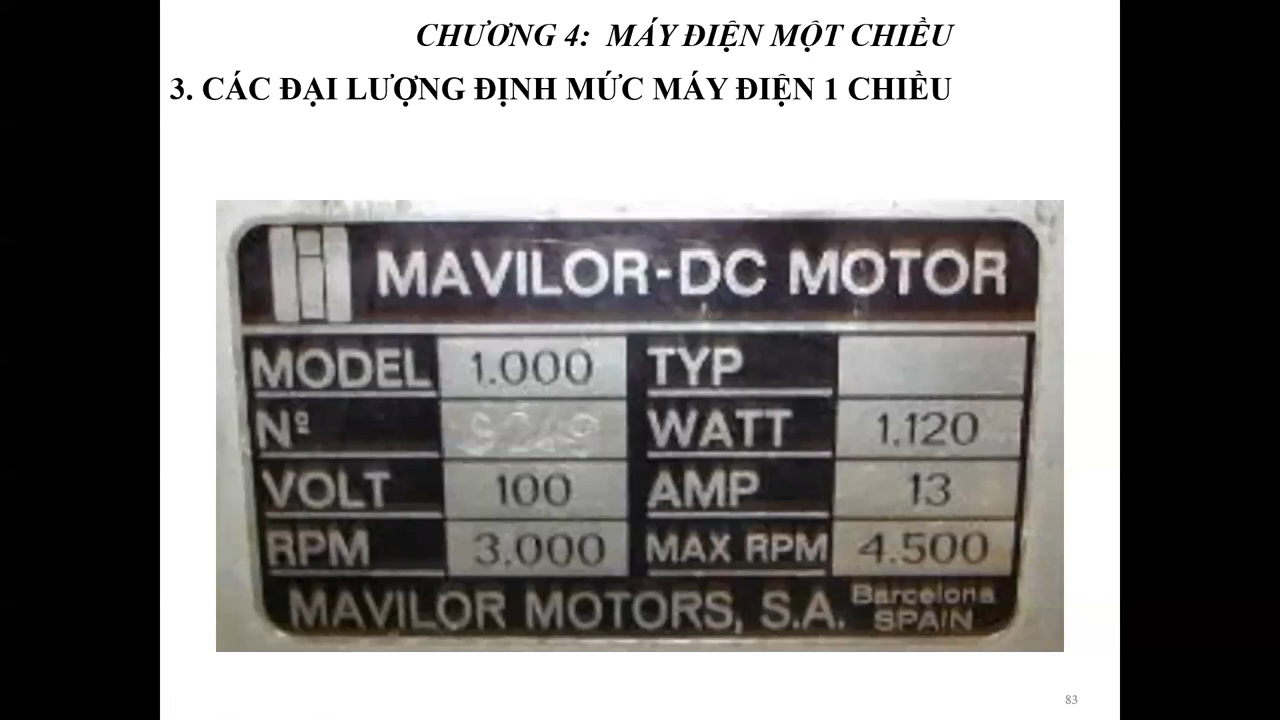 CHƯƠNG 4: MÁY ĐIỆN MỘT CHIỀU
3. CÁC ĐẠI LƯỢNG ĐỊNH MỨC MÁY ĐIỆN 1 CHIỀU
MAVILOR-DC MOTOR
MODEL 1.000 TYP
Nº WATT 1.120
VOLT 100 AMP 13
RPM 3.000 MAX RPM 4.500
MAVILOR MOTORS, S.A. Barcelona
SPAIN
83